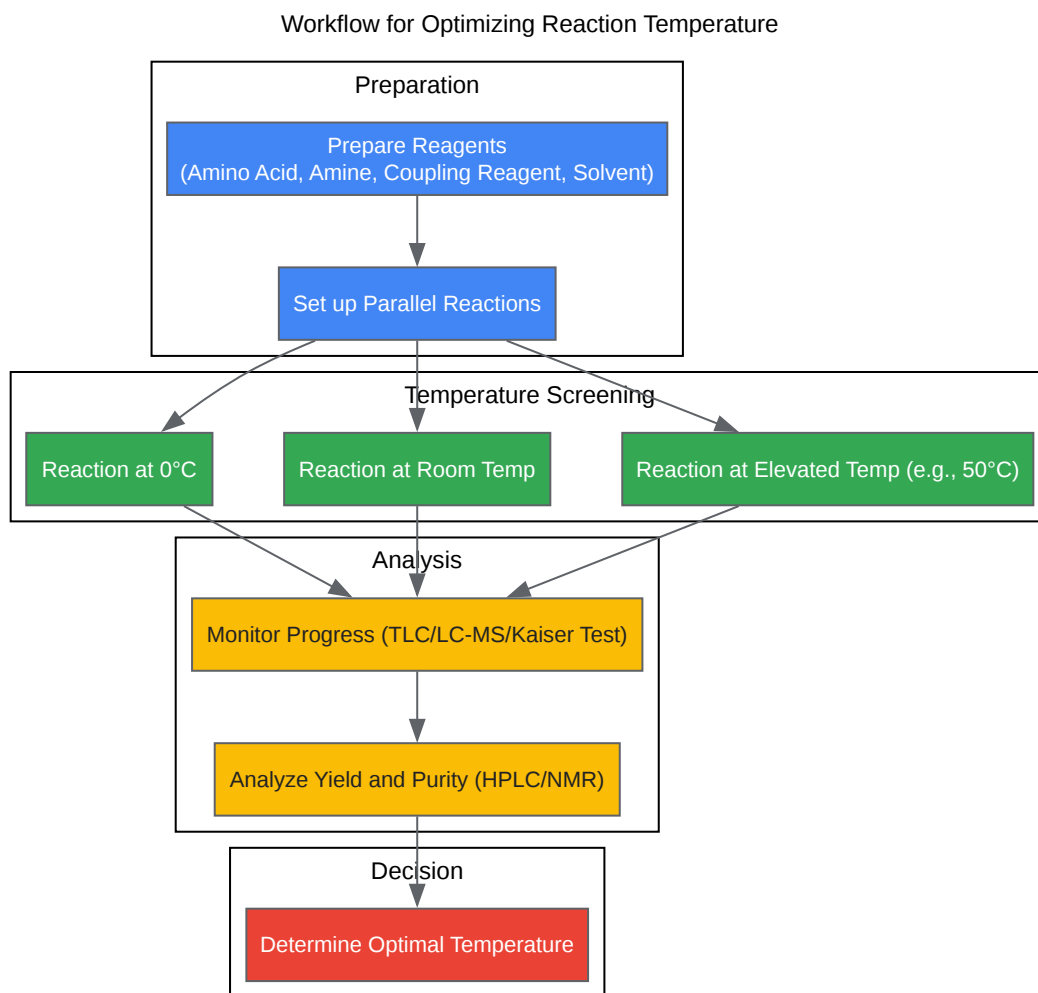 Workflow for Optimizing Reaction Temperature
Preparation
Prepare Reagents
(Amino Acid, Amine, Coupling Reagent, Solvent)
Set up Parallel Reactions
Temperature Screening
Reaction at 0°C
Reaction at Room Temp
Reaction at Elevated Temp (e.g., 50°C)
Analysis
Monitor Progress (TLC/LC-MS/Kaiser Test)
Analyze Yield and Purity (HPLC/NMR)
Decision
Determine Optimal Temperature